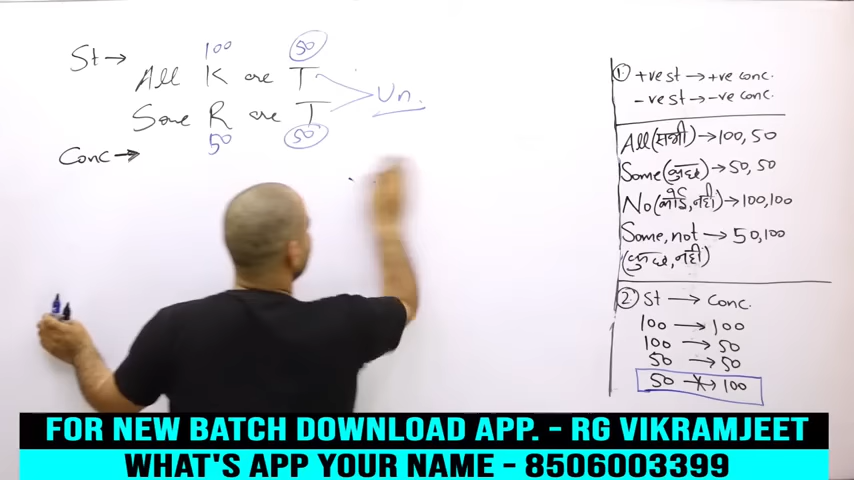 St → 100 50
All K are T
Some R are T Un.
50 50
Conc →
1. +ve st → +ve conc.
-ve st → -ve conc.
All (सभी) → 100, 50
Some (कुछ) → 50, 50
No (कोई, नहीं) → 100, 100
Some, not → 50, 100
(कुछ, नहीं)
2. St → Conc.
100 → 100
100 → 50
50 → 50
50 → 100
FOR NEW BATCH DOWNLOAD APP. - RG VIKRAMJEET
WHAT'S APP YOUR NAME - 8506003399